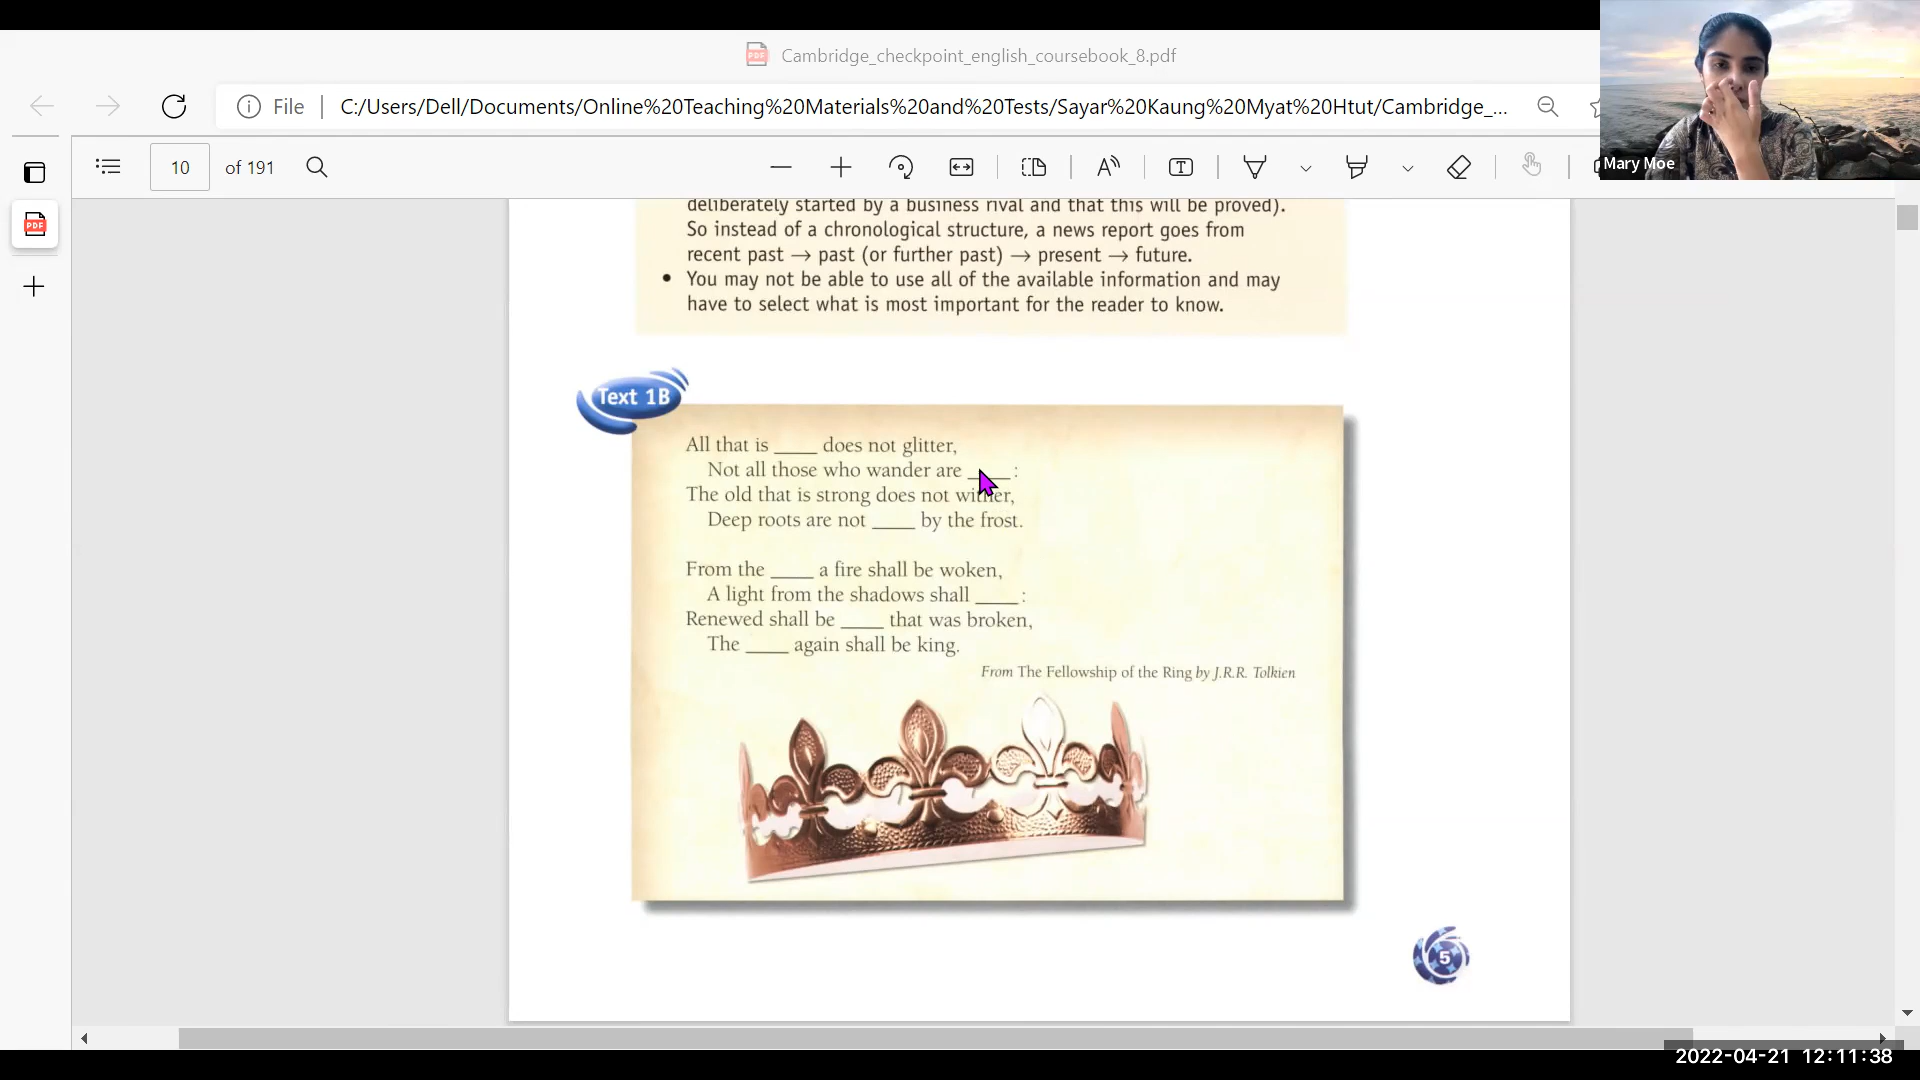 Cambridge_checkpoint_english_coursebook_8.pdf
File
C:/Users/Dell/Documents/Online%20Teaching%20Materials%20and%20Tests/Sayar%20Kaung%20Myat%20Htut/Cambridge_...
Mary Moe
10 of 191
PDF
deliberately started by a business rival and that this will be proved).
So instead of a chronological structure, a news report goes from
recent past → past (or further past) → present → future.
• You may not be able to use all of the available information and may
have to select what is most important for the reader to know.
Text 1B
All that is ____ does not glitter,
Not all those who wander are ____ :
The old that is strong does not wither,
Deep roots are not ____ by the frost.
From the ____ a fire shall be woken,
A light from the shadows shall ____ :
Renewed shall be ____ that was broken,
The ____ again shall be king.
From The Fellowship of the Ring by J.R.R. Tolkien
5
2022-04-21 12:11:38